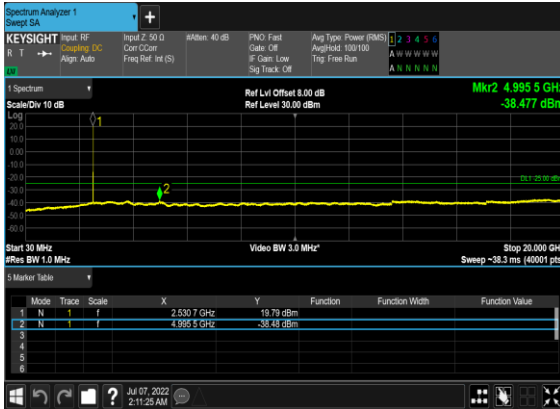 Spectrum Analyzer 1
Swept SA
+
KEYSIGHT Input: RF Input Z: 50 Ω #Atten: 40 dB PNO: Fast Avg Type: Power (RMS) 1 2 3 4 5 6
R T Coupling: DC Corr CCorr Gate: Off Avg|Hold: 100/100 A W W W W W
Align: Auto Freq Ref: Int (S) IF Gain: Low Trig: Free Run
Sig Track: Off A N N N N N
1 Spectrum
Ref Lvl Offset 8.00 dB Mkr2 4.995 5 GHz
Scale/Div 10 dB Ref Level 30.00 dBm -38.477 dBm
Log
1
20.0
10.0
0.00
-10.0
-20.0
DL1 -25.00 dBm
-30.0
2
-40.0
-50.0
-60.0
Start 30 MHz Video BW 3.0 MHz* Stop 20.000 GHz
#Res BW 1.0 MHz Sweep ~38.3 ms (40001 pts)
5 Marker Table
Mode Trace Scale X Y Function Function Width Function Value
1 N 1 f 2.530 7 GHz 19.79 dBm
2 N 1 f 4.995 5 GHz -38.48 dBm
3
4
5
6
? Jul 07, 2022
2:11:25 AM